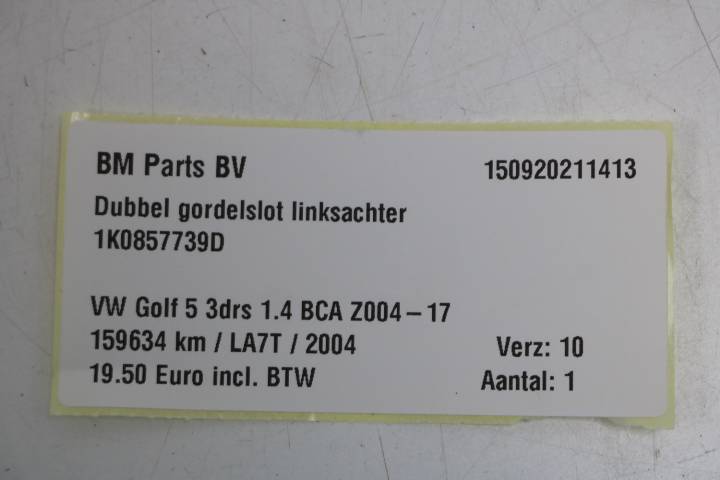 BM Parts BV 150920211413
Dubbel gordelslot linksachter
1K0857739D
VW Golf 5 3drs 1.4 BCA Z004-17
159634 km / LA7T / 2004 Verz: 10
19.50 Euro incl. BTW Aantal: 1